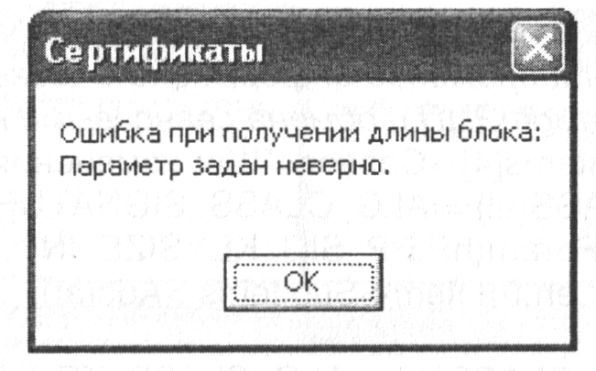 Сертификаты
Ошибка при получении длины блока:
Параметр задан неверно.
OK